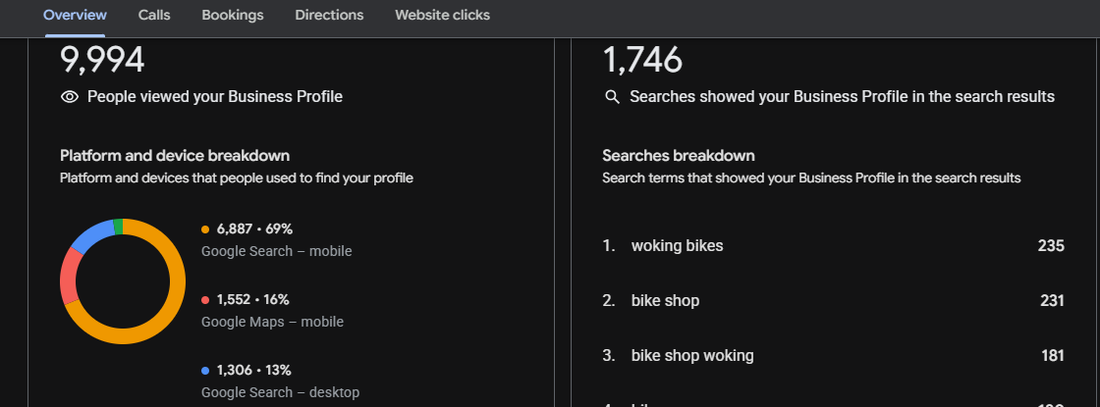 Overview Calls Bookings Directions Website clicks
9,994
People viewed your Business Profile
Platform and device breakdown
Platform and devices that people used to find your profile
6,887 • 69%
Google Search – mobile
1,552 • 16%
Google Maps – mobile
1,306 • 13%
Google Search – desktop
1,746
Searches showed your Business Profile in the search results
Searches breakdown
Search terms that showed your Business Profile in the search results
1. woking bikes 235
2. bike shop 231
3. bike shop woking 181